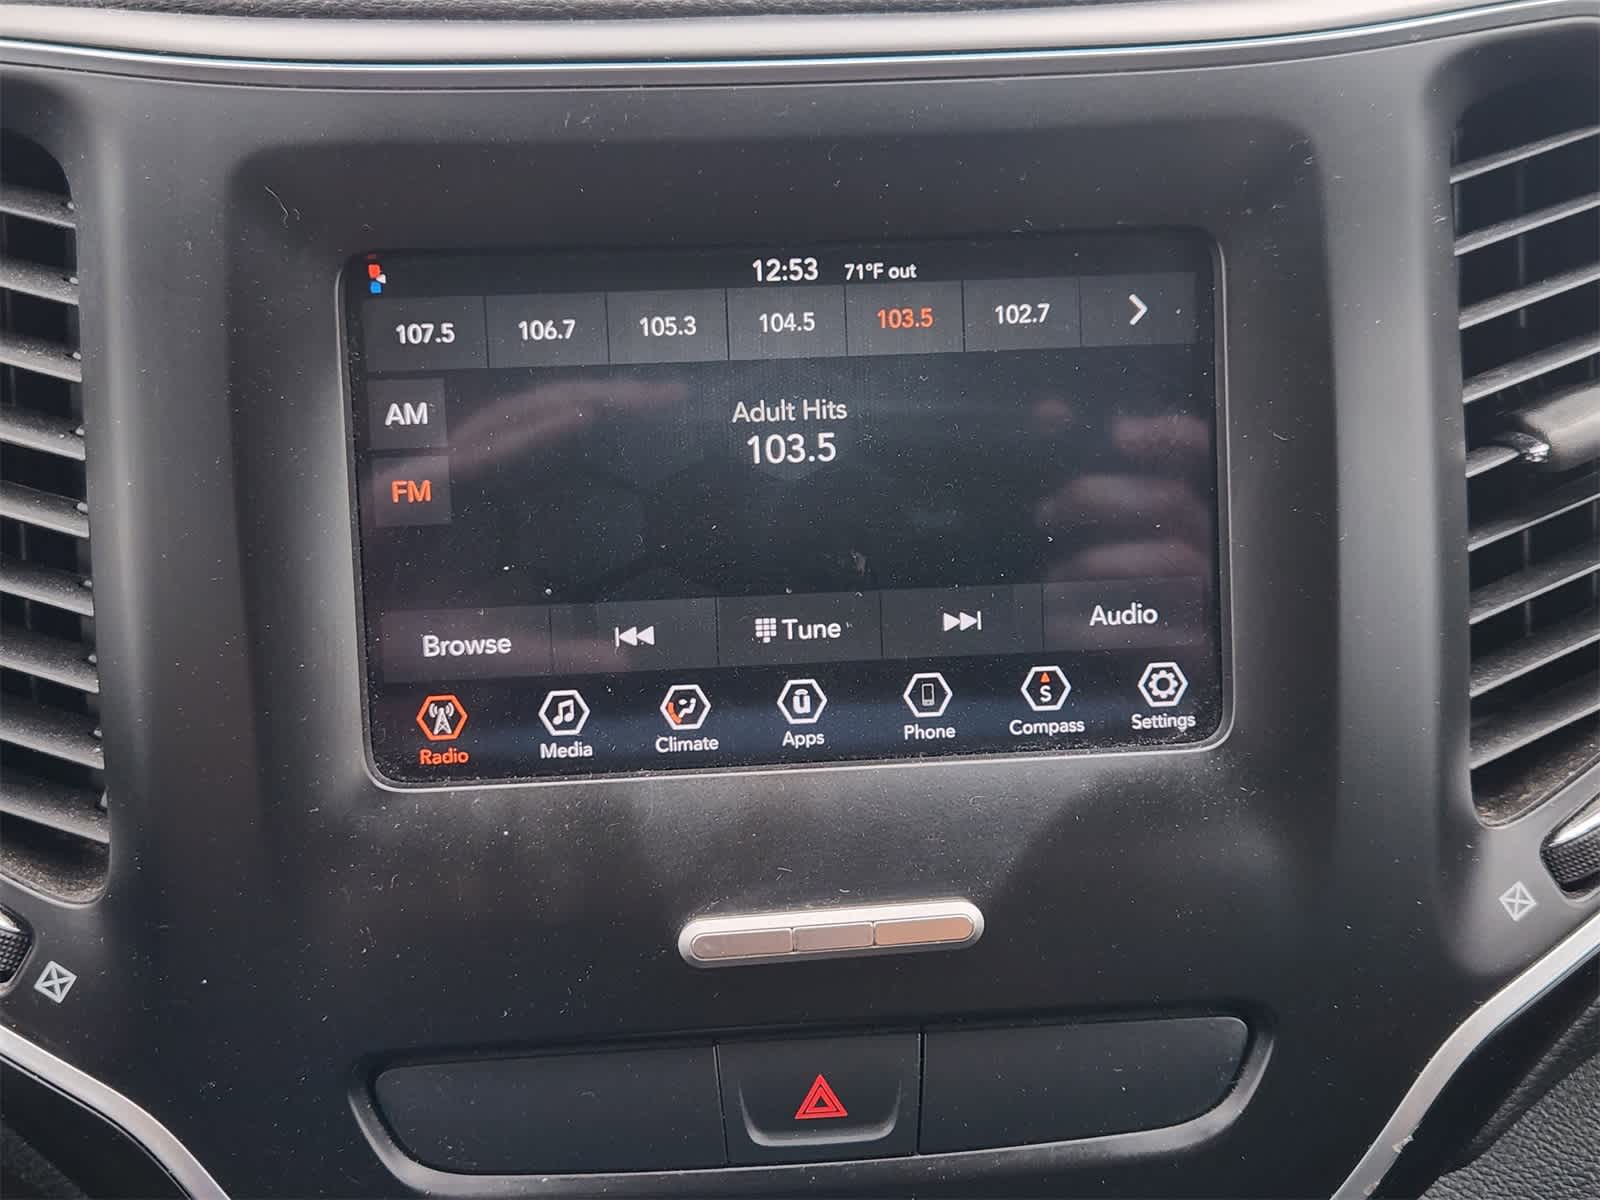 12:53 71°F out
107.5 106.7 105.3 104.5 103.5 102.7
AM
Adult Hits
103.5
FM
Browse Tune Audio
Radio Media Climate Apps Phone Compass Settings
ū
S